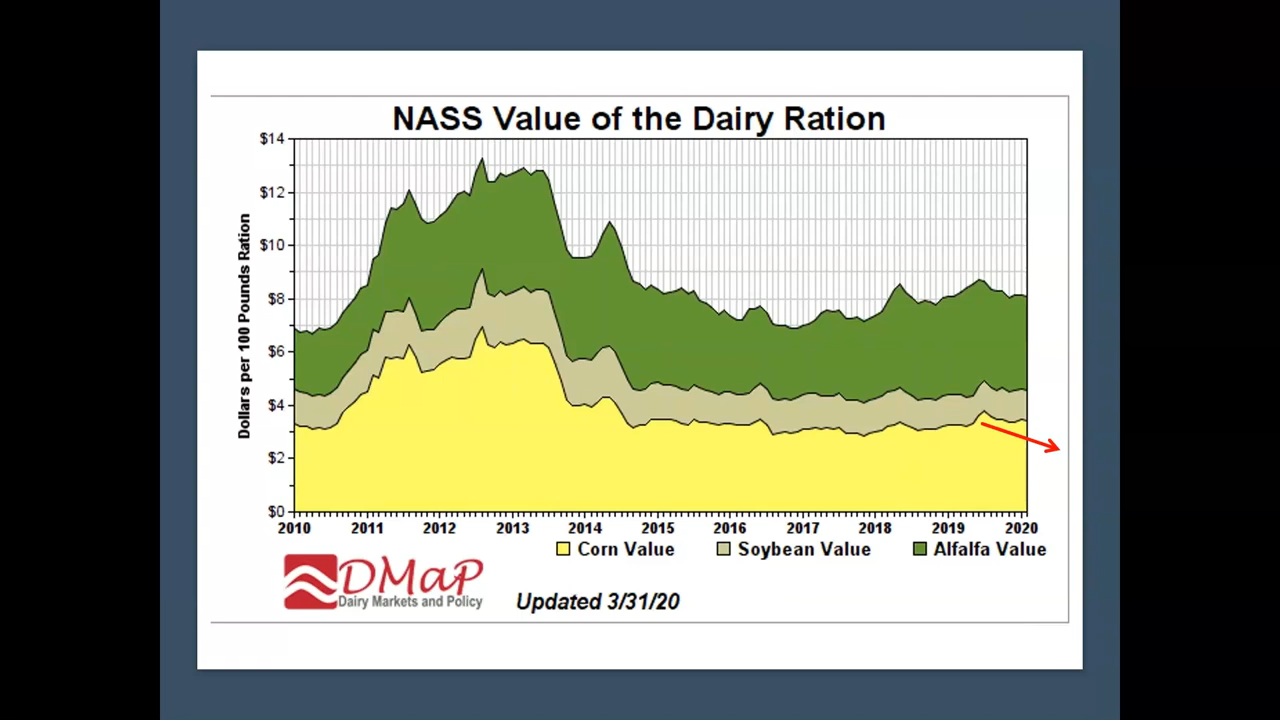 NASS Value of the Dairy Ration
Dollars per 100 Pounds Ration
$14
$12
$10
$8
$6
$4
$2
$0
2010 2011 2012 2013 2014 2015 2016 2017 2018 2019 2020
Corn Value Soybean Value Alfalfa Value
DMaP
Dairy Markets and Policy
Updated 3/31/20